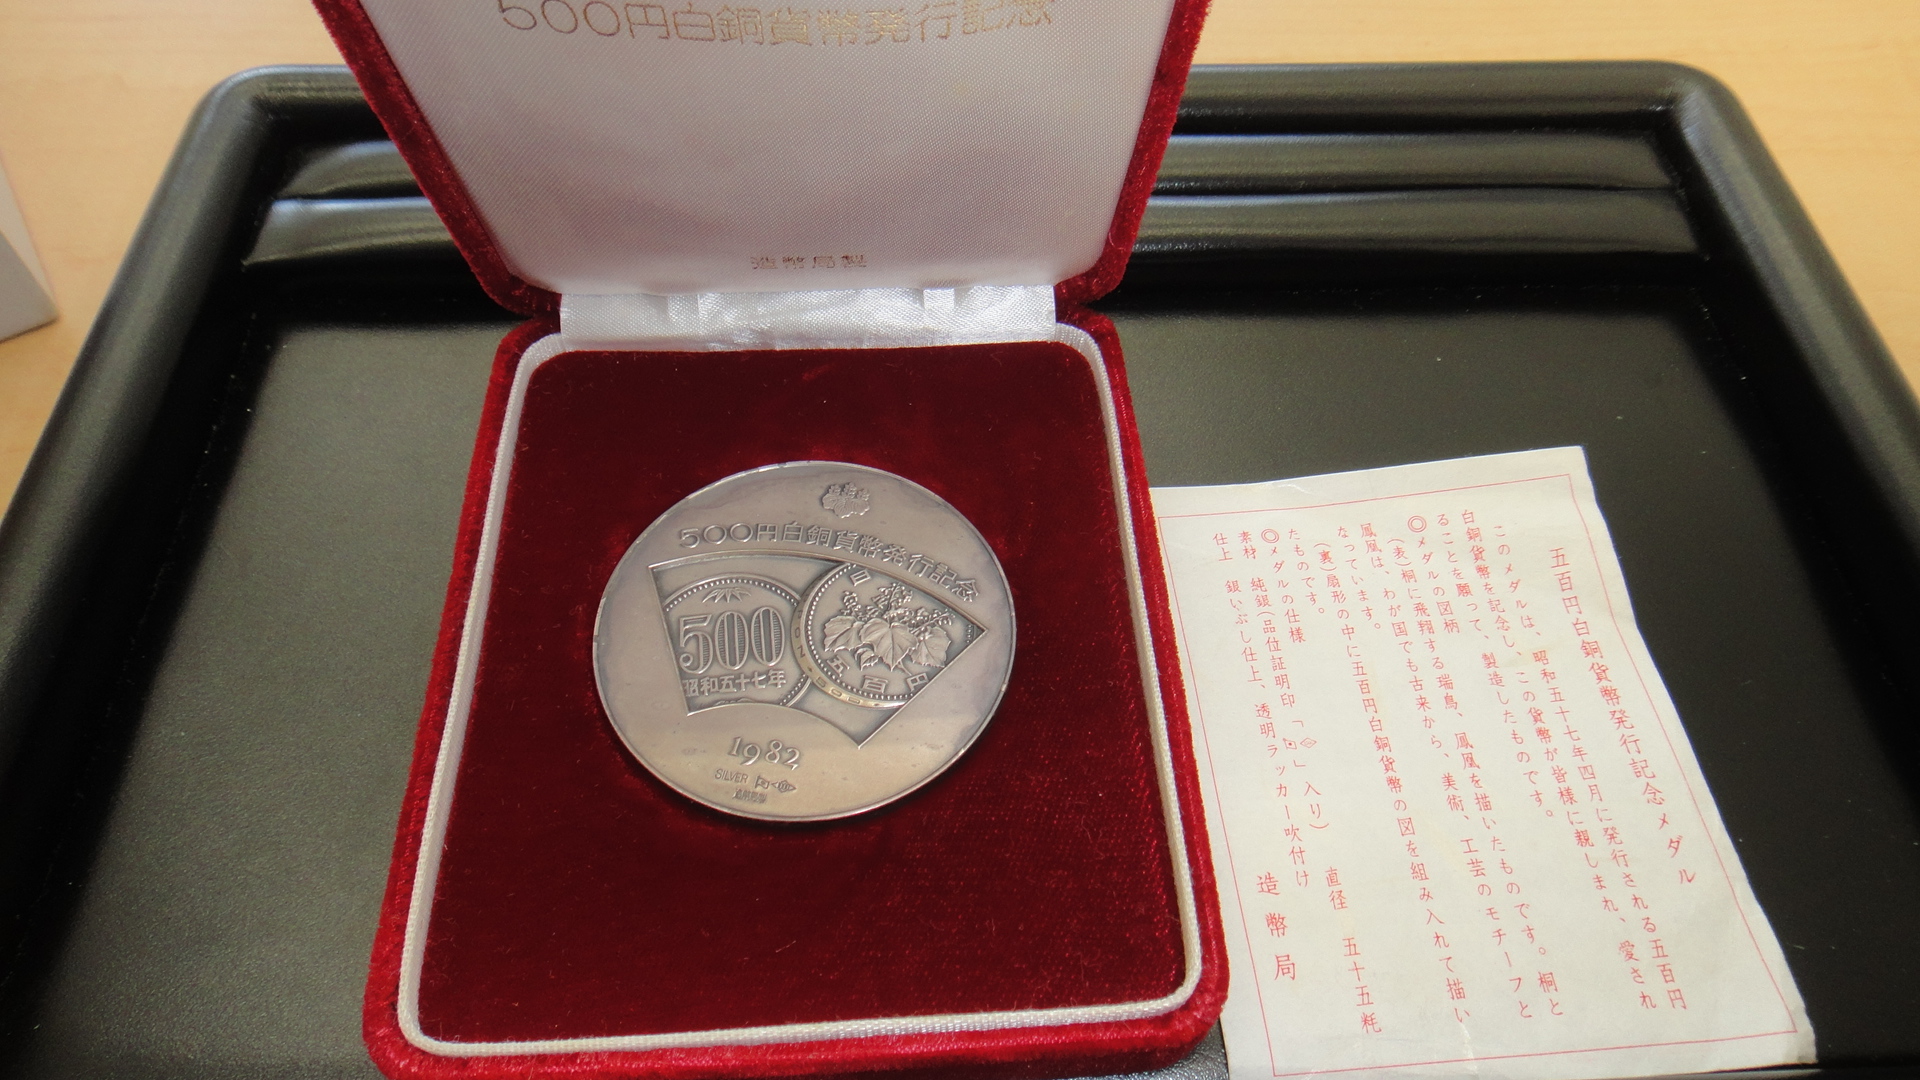 500円白銅貨幣発行記念
造幣局製
500円白銅貨幣発行記念
500
昭和五十七年
日
五百円
1982
SILVER
五百円白銅貨幣発行記念メダル
このメダルは、昭和五十七年四月に発行される五百円
白銅貨幣を記念し、この貨幣が皆様に親しまれ、愛され
ることを願って、製造したものです。
◎メダルの図柄
(表)桐に飛翔する瑞鳥、鳳凰を描いたものです。桐と
鳳凰は、わが国でも古来から、美術、工芸のモチーフと
なっています。
(裏)扇形の中に五百円白銅貨幣の図を組み入れて描い
たものです。
◎メダルの仕様
素材 純銀(品位証明印「」入り) 直径 五十五粍
仕上 銀いぶし仕上、透明ラッカー吹付け
造幣局